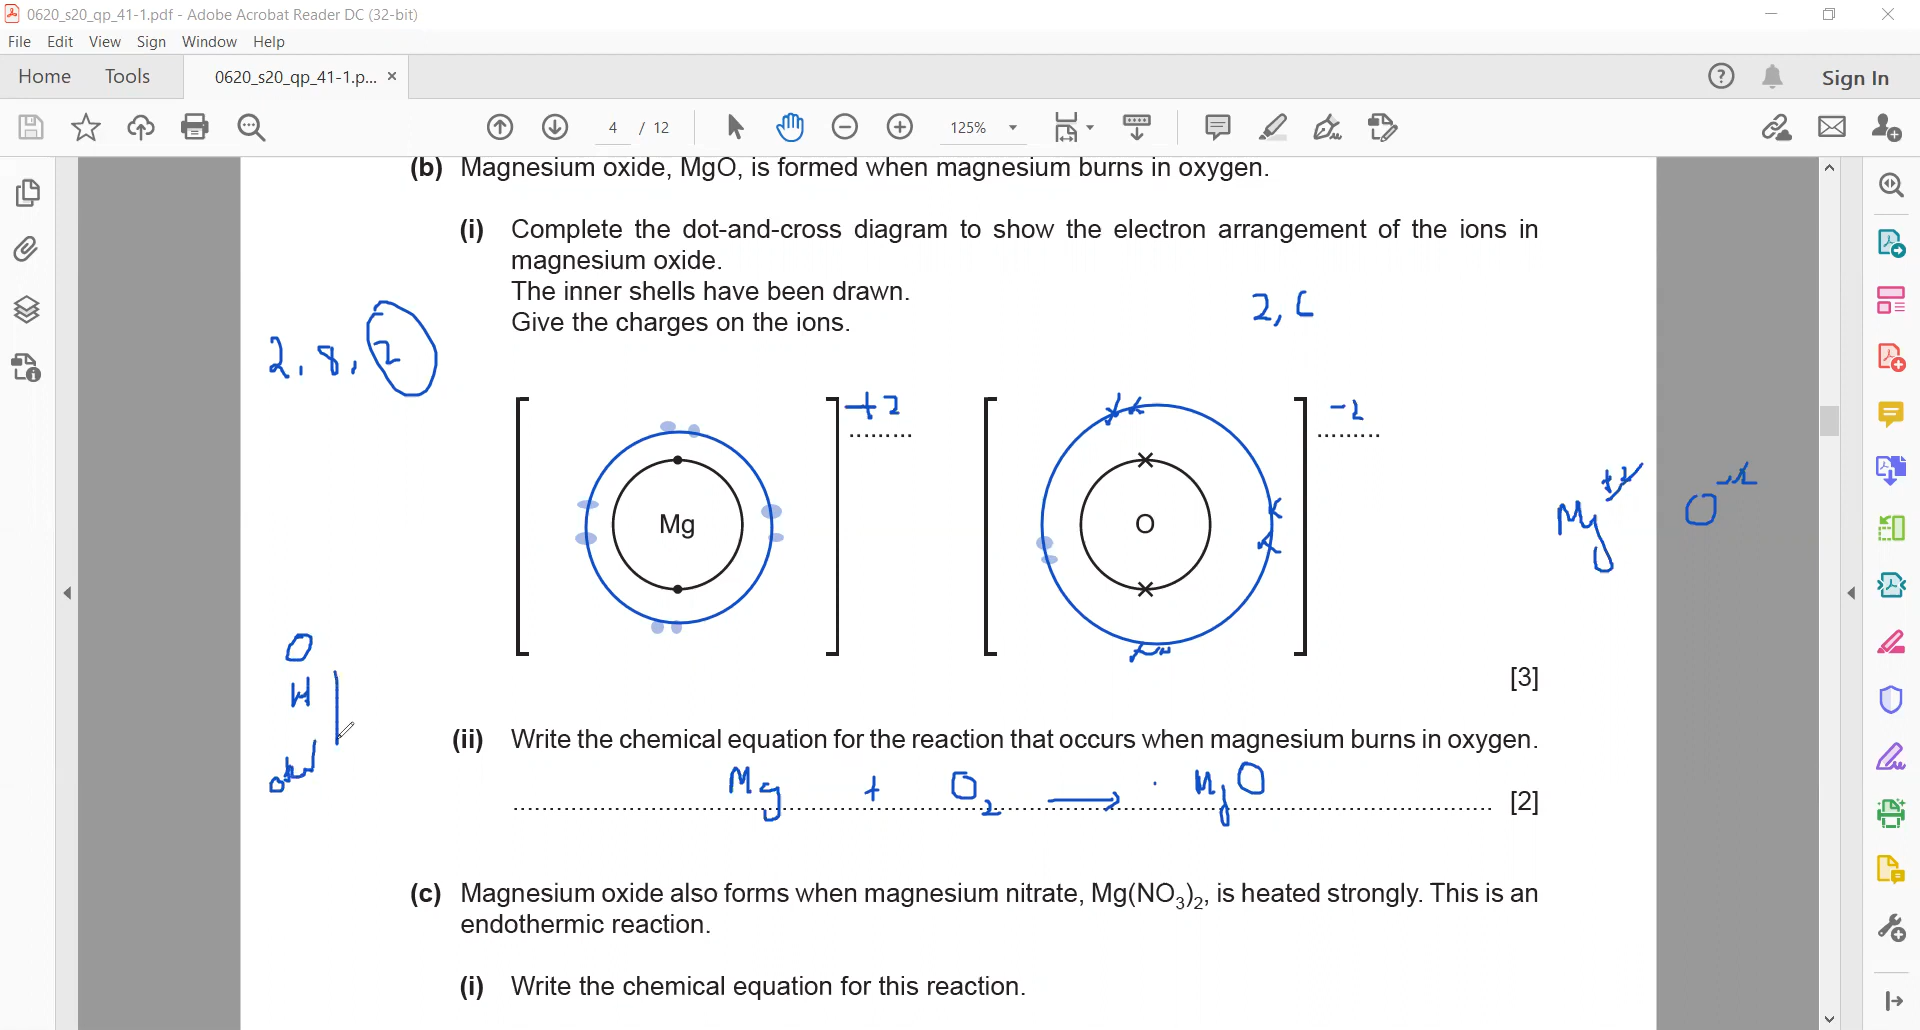 0620_s20_qp_41-1.pdf - Adobe Acrobat Reader DC (32-bit)
File Edit View Sign Window Help
Home Tools 0620_s20_qp_41-1.p... × Sign In
4 / 12 125%
(b) Magnesium oxide, MgO, is formed when magnesium burns in oxygen.
(i) Complete the dot-and-cross diagram to show the electron arrangement of the ions in
magnesium oxide.
The inner shells have been drawn.
Give the charges on the ions.
2, 8, 2
+2
-2
Mg
O
Mg+2 O
[3]
O
H
(ii) Write the chemical equation for the reaction that occurs when magnesium burns in oxygen.
Mg + O2 → MgO
[2]
(c) Magnesium oxide also forms when magnesium nitrate, Mg(NO3)2, is heated strongly. This is an
endothermic reaction.
(i) Write the chemical equation for this reaction.